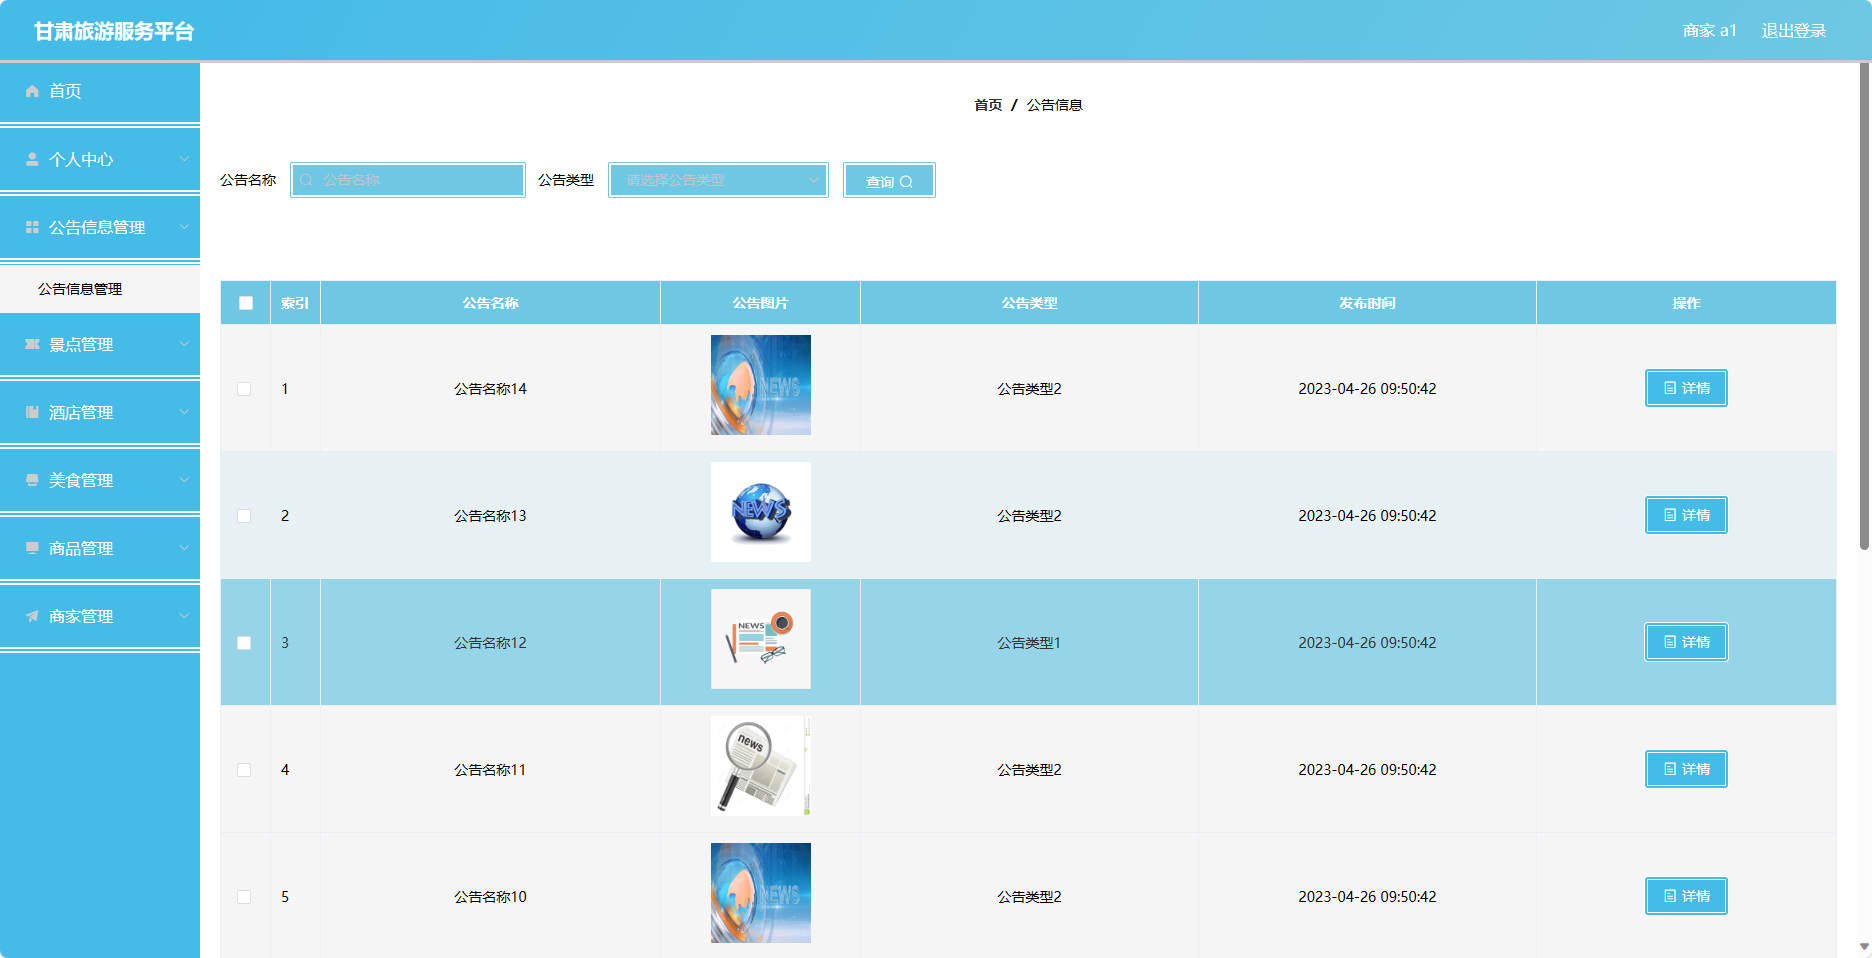 甘肃旅游服务平台
商家 a1 退出登录
首页
个人中心
公告信息管理
公告信息管理
景点管理
酒店管理
美食管理
商品管理
商家管理
首页 / 公告信息
公告名称 公告名称 公告类型 请选择公告类型 查询
索引 公告名称 公告图片 公告类型 发布时间 操作
1 公告名称14 NEWS 公告类型2 2023-04-26 09:50:42 详情
2 公告名称13 NEWS 公告类型2 2023-04-26 09:50:42 详情
3 公告名称12 NEWS 公告类型1 2023-04-26 09:50:42 详情
4 公告名称11 news 公告类型2 2023-04-26 09:50:42 详情
5 公告名称10 NEWS 公告类型2 2023-04-26 09:50:42 详情